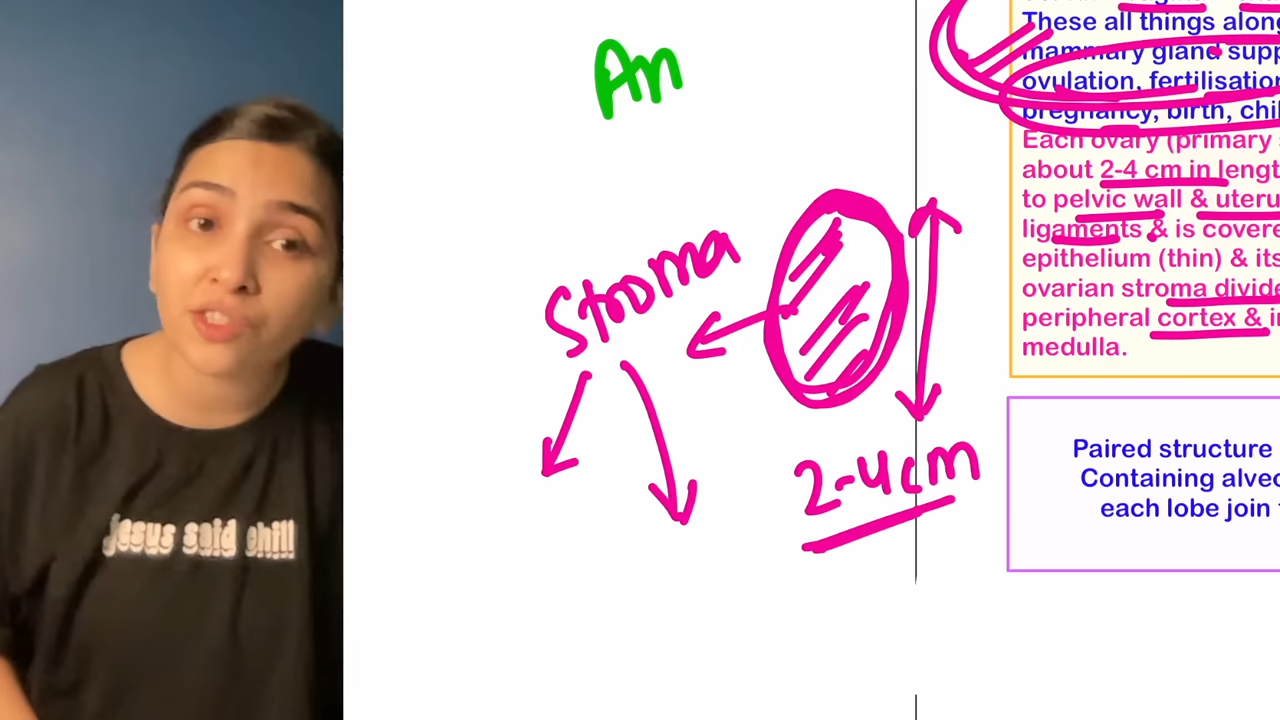 An
Stroma
2-4cm
jesus said chill
These all things along
mammary gland supp
ovulation, fertilisation
pregnancy, birth, chil
Each ovary (primary
about 2-4 cm in lengt
to pelvic wall & uteru
ligaments & is covere
epithelium (thin) & its
ovarian stroma divide
peripheral cortex & i
medulla.
Paired structure
Containing alveo
each lobe join